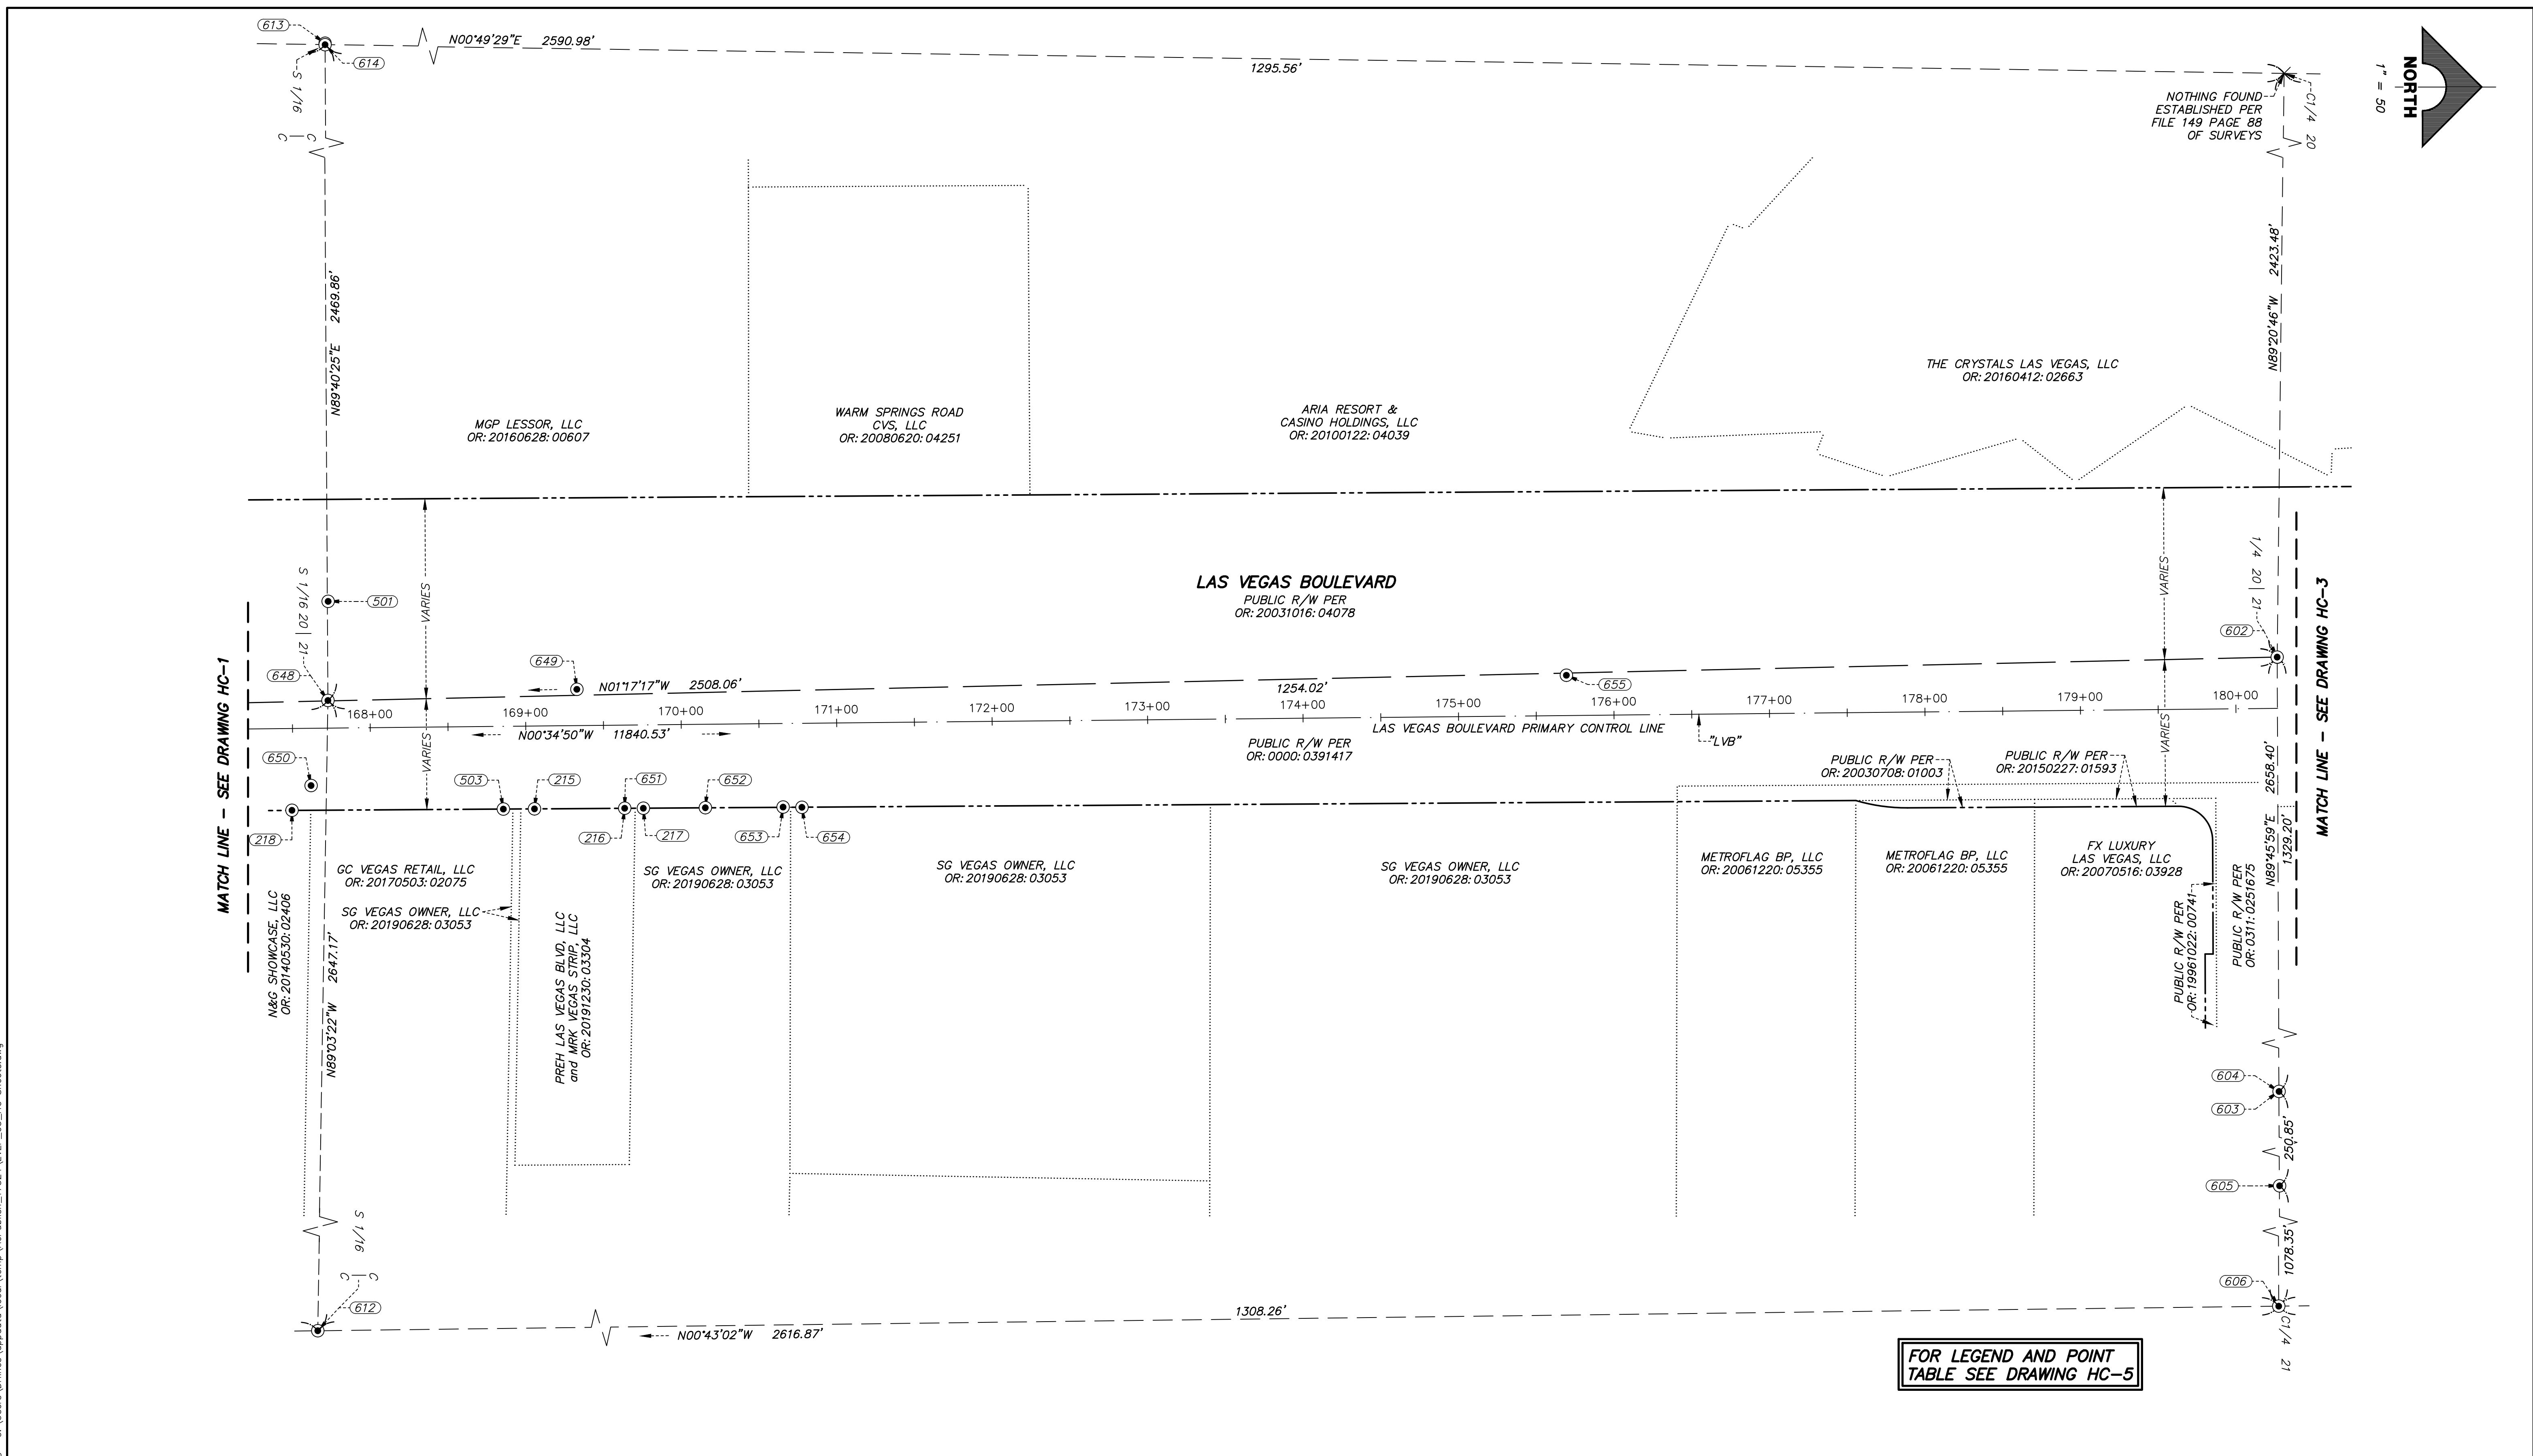 613
N00°49'29"E 2590.98'
614
S 1/16
C
C
1295.56'
NOTHING FOUND
ESTABLISHED PER
FILE 149 PAGE 88
OF SURVEYS
C1/4 20
1" = 50
NORTH
N89°40'25"E 2469.86'
N89°20'46"W 2423.48'
MGP LESSOR, LLC
OR: 20160628: 00607
WARM SPRINGS ROAD
CVS, LLC
OR: 20080620: 04251
ARIA RESORT &
CASINO HOLDINGS, LLC
OR: 20100122: 04039
THE CRYSTALS LAS VEGAS, LLC
OR: 20160412: 02663
MATCH LINE - SEE DRAWING HC-1
S 1/16 20 | 21
501
648
VARIES
649
LAS VEGAS BOULEVARD
PUBLIC R/W PER
OR: 20031016: 04078
VARIES
1/4 20 | 21
602
MATCH LINE - SEE DRAWING HC-3
N01°17'17"W 2508.06'
1254.02'
655
168+00
169+00
170+00
171+00
172+00
173+00
174+00
175+00
176+00
177+00
178+00
179+00
180+00
N00°34'50"W 11840.53'
LAS VEGAS BOULEVARD PRIMARY CONTROL LINE
"LVB"
PUBLIC R/W PER
OR: 0000: 0391417
VARIES
VARIES
PUBLIC R/W PER
OR: 20030708: 01003
PUBLIC R/W PER
OR: 20150227: 01593
650
503
215
651
652
218
216
217
653
654
2658.40'
N89°45'59"E
1329.20'
N&G SHOWCASE, LLC
OR: 20140530: 02406
GC VEGAS RETAIL, LLC
OR: 20170503: 02075
SG VEGAS OWNER, LLC
OR: 20190628: 03053
N89°03'22"W 2647.17'
PREH LAS VEGAS BLVD, LLC
and MRK VEGAS STRIP, LLC
OR: 20191230: 03304
SG VEGAS OWNER, LLC
OR: 20190628: 03053
SG VEGAS OWNER, LLC
OR: 20190628: 03053
SG VEGAS OWNER, LLC
OR: 20190628: 03053
METROFLAG BP, LLC
OR: 20061220: 05355
METROFLAG BP, LLC
OR: 20061220: 05355
FX LUXURY
LAS VEGAS, LLC
OR: 20070516: 03928
PUBLIC R/W PER
OR: 19961022: 00741
PUBLIC R/W PER
OR: 0311: 0251675
604
603
250.85'
605
1078.35'
606
C1/4 21
S 1/16
C
C
612
N00°43'02"W 2616.87'
1308.26'
FOR LEGEND AND POINT
TABLE SEE DRAWING HC-5